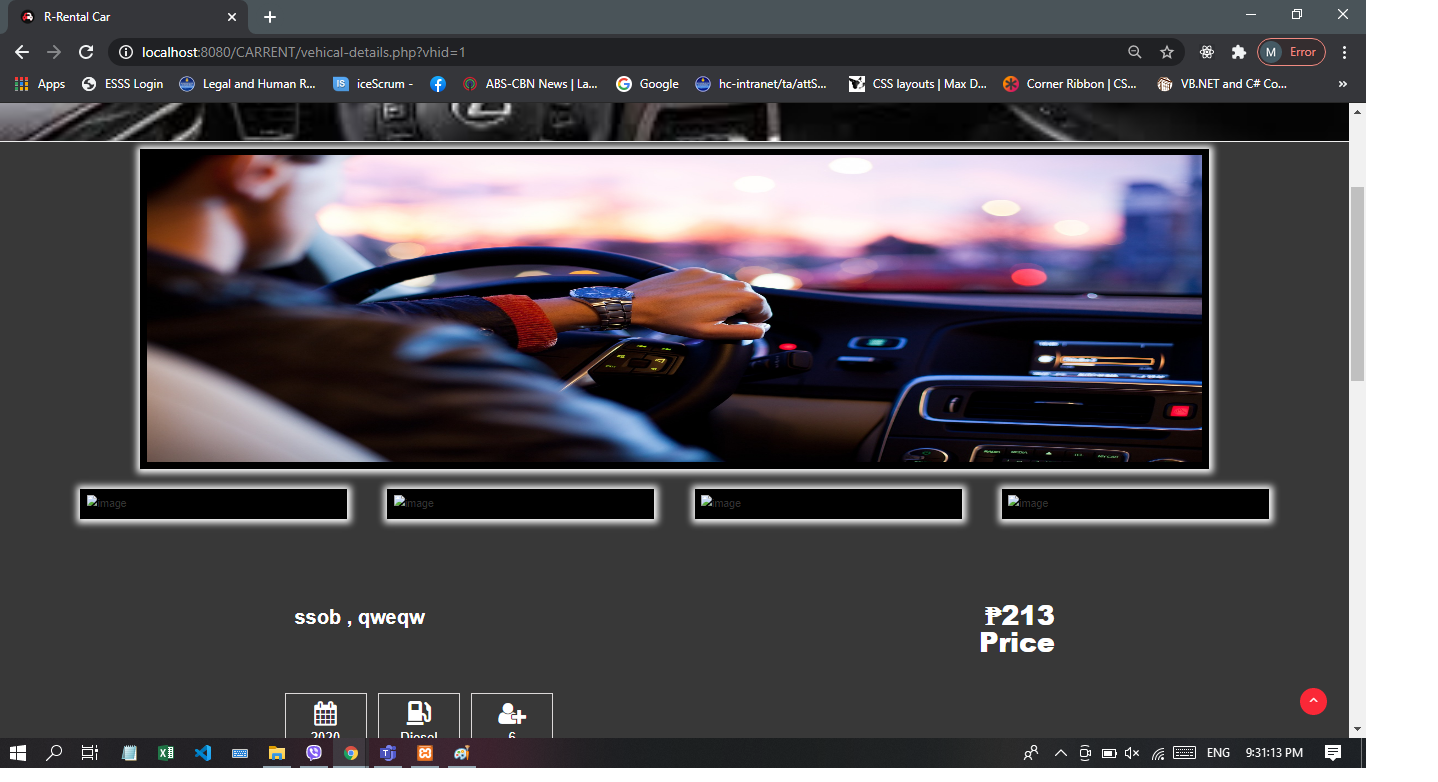 R-Rental Car
localhost:8080/CARRENT/vehical-details.php?vhid=1
M Error
Apps
ESSS Login
Legal and Human R...
IS iceScrum -
ABS-CBN News | La...
Google
hc-intranet/ta/attS...
CSS layouts | Max D...
Corner Ribbon | CS...
VB.NET and C# Co...
»
image
image
image
image
ssob , qweqw
₱213
Price
2020
Diesel
6
ENG
9:31:13 PM